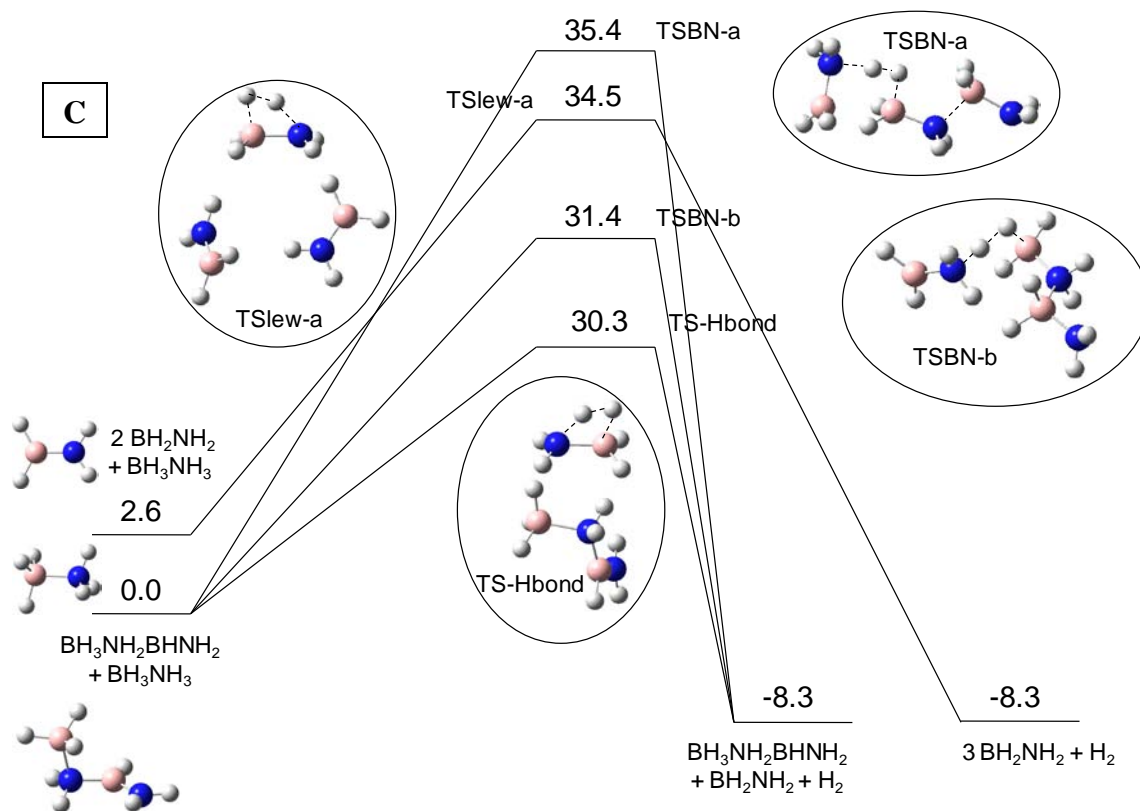 C
35.4
TSBN-a
TSlew-a
34.5
31.4
TSBN-b
30.3
TS-Hbond
TSlew-a
TSBN-a
TSBN-b
TS-Hbond
2 BH₂NH₂
+ BH₃NH₃
2.6
0.0
BH₃NH₂BHNH₂
+ BH₃NH₃
-8.3
BH₃NH₂BHNH₂
+ BH₂NH₂ + H₂
-8.3
3 BH₂NH₂ + H₂